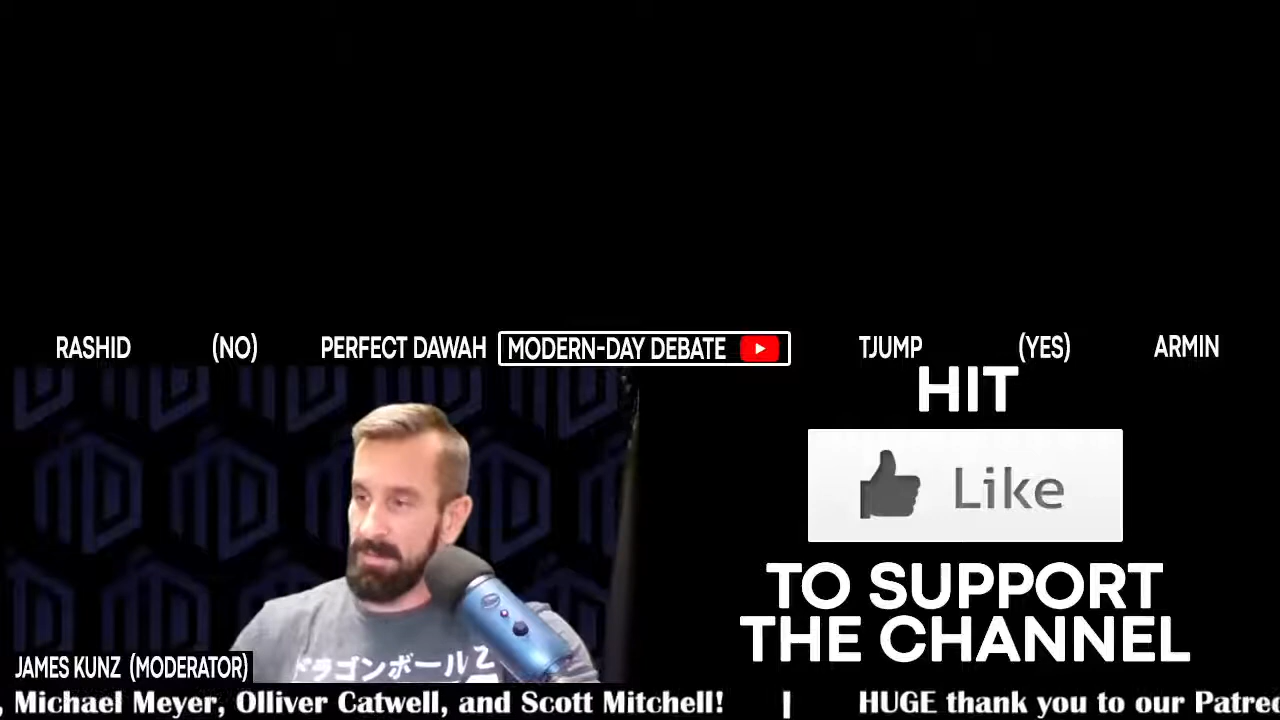 RASHID (NO) PERFECT DAWAH MODERN-DAY DEBATE TJUMP (YES) ARMIN
HIT
Like
TO SUPPORT
THE CHANNEL
ドラゴンボールZ
JAMES KUNZ (MODERATOR)
, Michael Meyer, Olliver Catwell, and Scott Mitchell! | HUGE thank you to our Patre